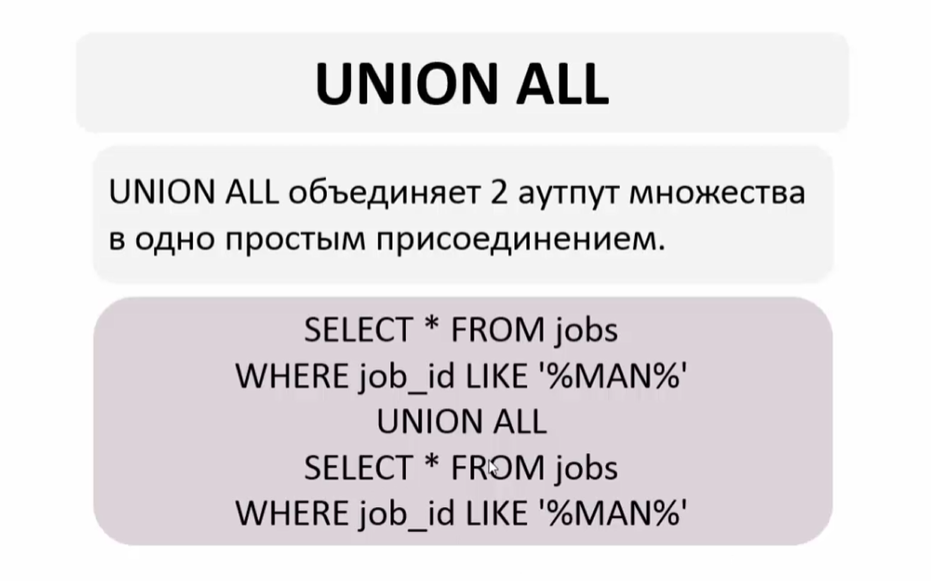 UNION ALL
UNION ALL объединяет 2 аутпут множества
в одно простым присоединением.
SELECT * FROM jobs
WHERE job_id LIKE '%MAN%'
UNION ALL
SELECT * FROM jobs
WHERE job_id LIKE '%MAN%'